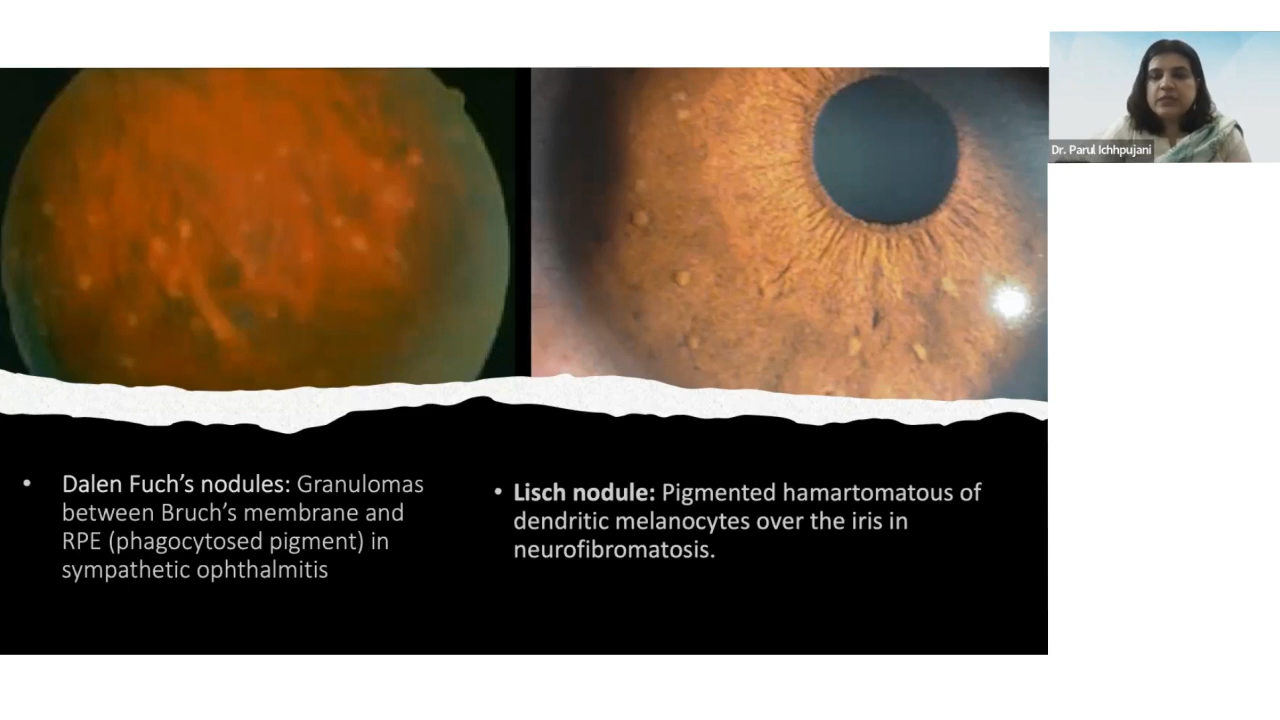 Dr. Parul Ichhpujani
• Dalen Fuch’s nodules: Granulomas
between Bruch’s membrane and
RPE (phagocytosed pigment) in
sympathetic ophthalmitis
• Lisch nodule: Pigmented hamartomatous of
dendritic melanocytes over the iris in
neurofibromatosis.